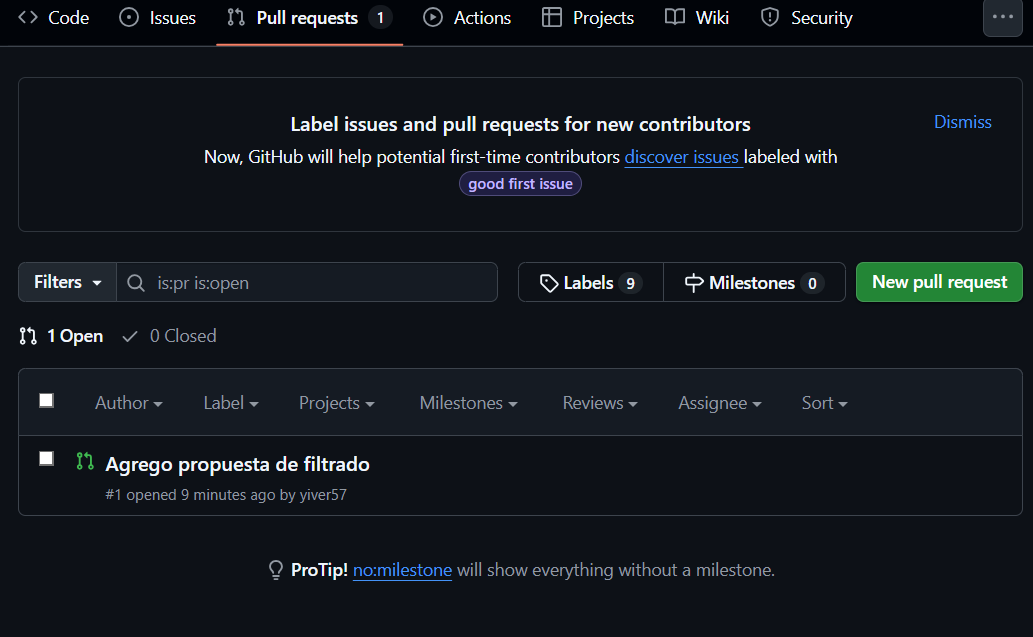 Code Issues Pull requests 1 Actions Projects Wiki Security ...
Label issues and pull requests for new contributors
Dismiss
Now, GitHub will help potential first-time contributors discover issues labeled with
good first issue
Filters is:pr is:open Labels 9 Milestones 0 New pull request
1 Open 0 Closed
Author Label Projects Milestones Reviews Assignee Sort
Agrego propuesta de filtrado
#1 opened 9 minutes ago by yiver57
ProTip! no:milestone will show everything without a milestone.